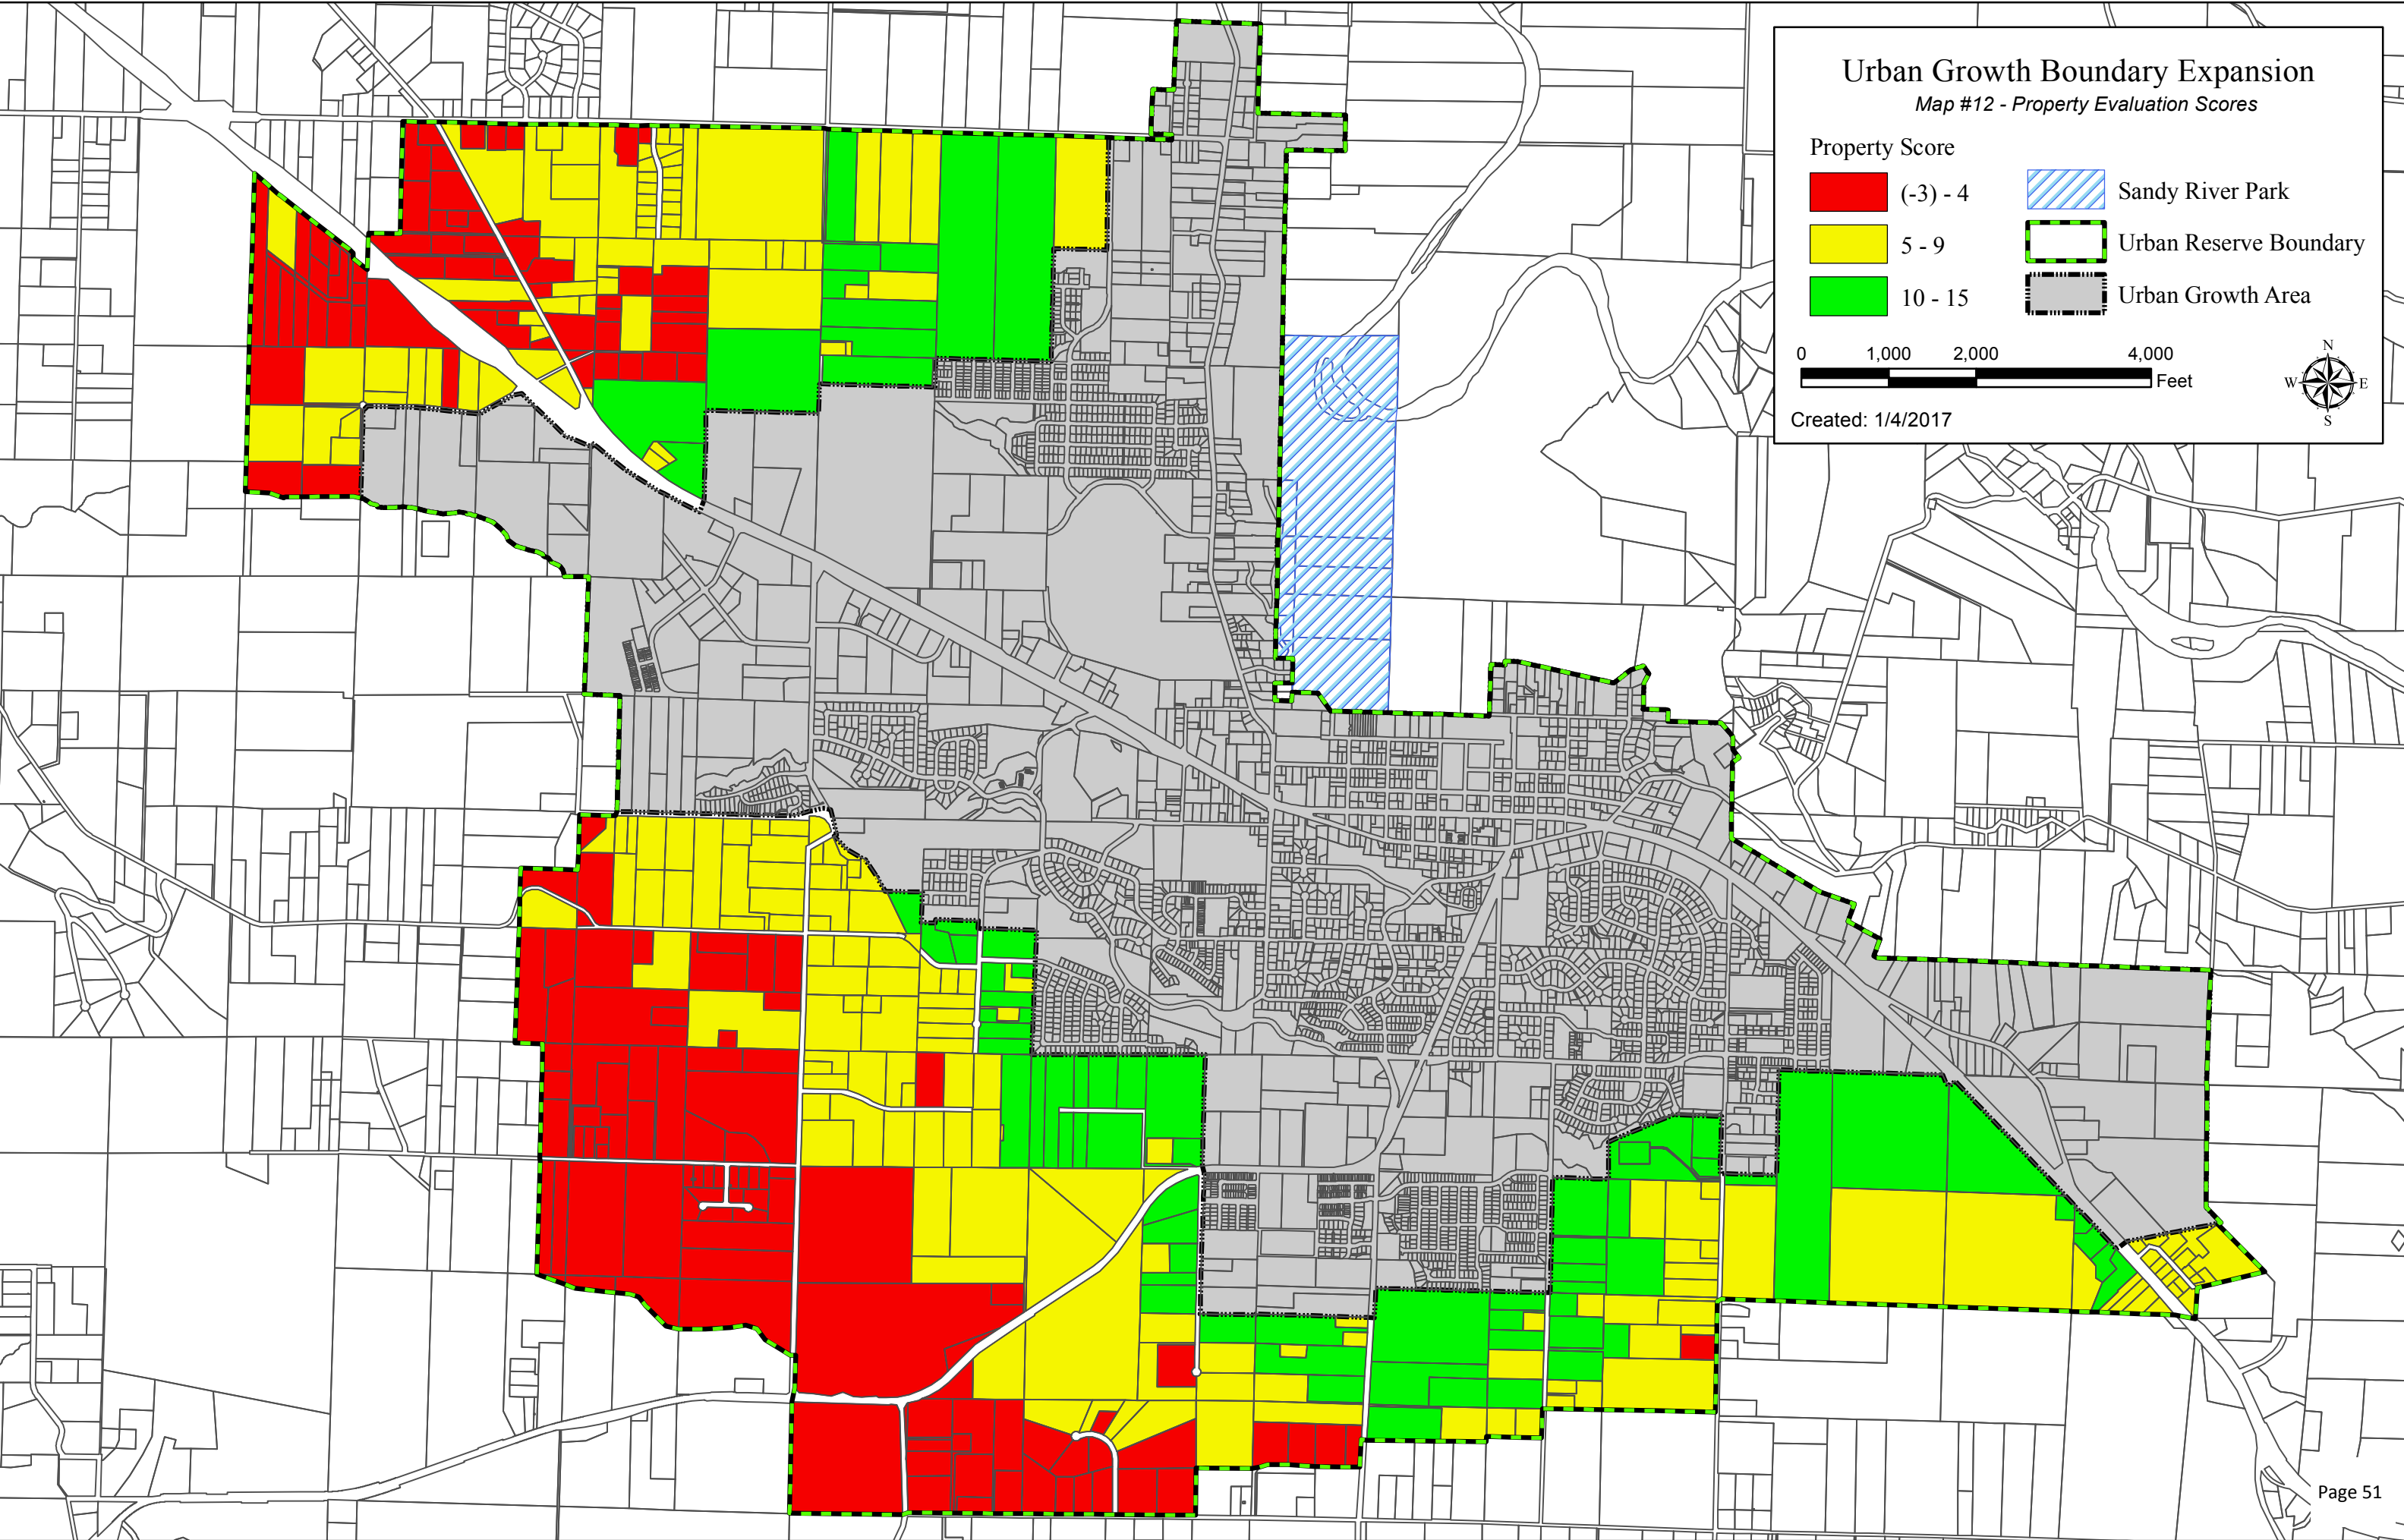 Urban Growth Boundary Expansion
Map #12 - Property Evaluation Scores
Property Score
(-3) - 4
5 - 9
10 - 15
Sandy River Park
Urban Reserve Boundary
Urban Growth Area
0 1,000 2,000 4,000
Feet
N
W E
S
Created: 1/4/2017
Page 51